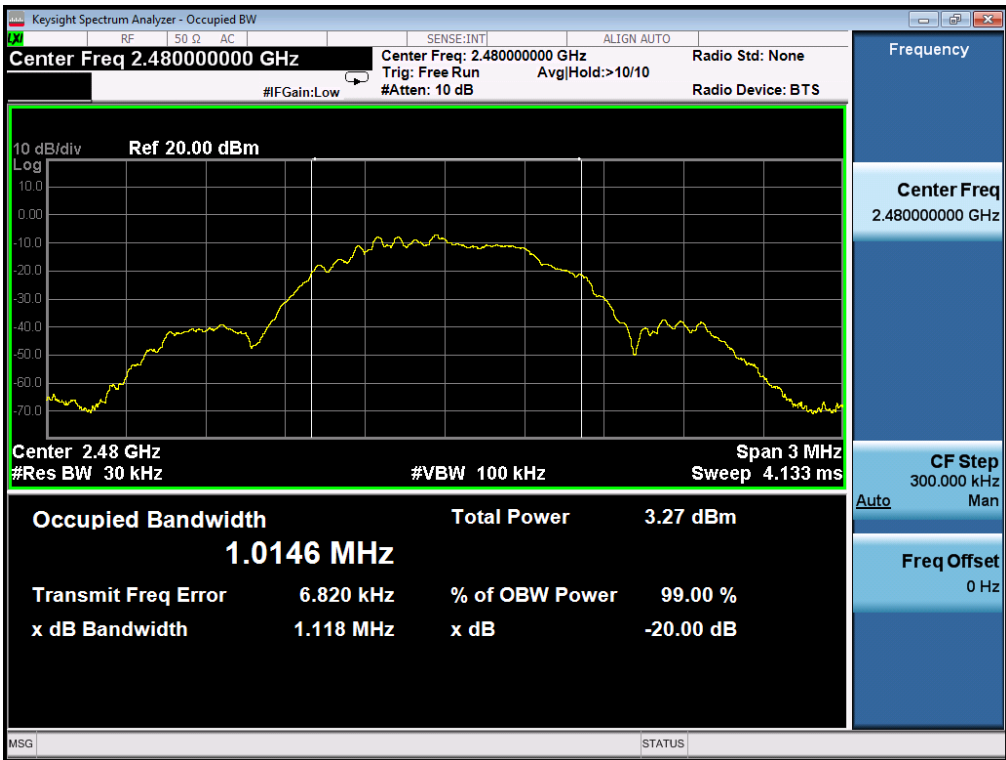 Keysight Spectrum Analyzer - Occupied BW
LXI RF 50 Ω AC SENSE:INT ALIGN AUTO
Center Freq 2.480000000 GHz
Center Freq: 2.480000000 GHz Radio Std: None
Trig: Free Run Avg|Hold:>10/10
#IFGain:Low #Atten: 10 dB Radio Device: BTS
10 dB/div Ref 20.00 dBm
Log
10.0
0.00
-10.0
-20.0
-30.0
-40.0
-50.0
-60.0
-70.0
Center 2.48 GHz Span 3 MHz
#Res BW 30 kHz #VBW 100 kHz Sweep 4.133 ms
Occupied Bandwidth Total Power 3.27 dBm
1.0146 MHz
Transmit Freq Error 6.820 kHz % of OBW Power 99.00 %
x dB Bandwidth 1.118 MHz x dB -20.00 dB
Frequency
Center Freq
2.480000000 GHz
CF Step
300.000 kHz
Auto Man
Freq Offset
0 Hz
MSG STATUS